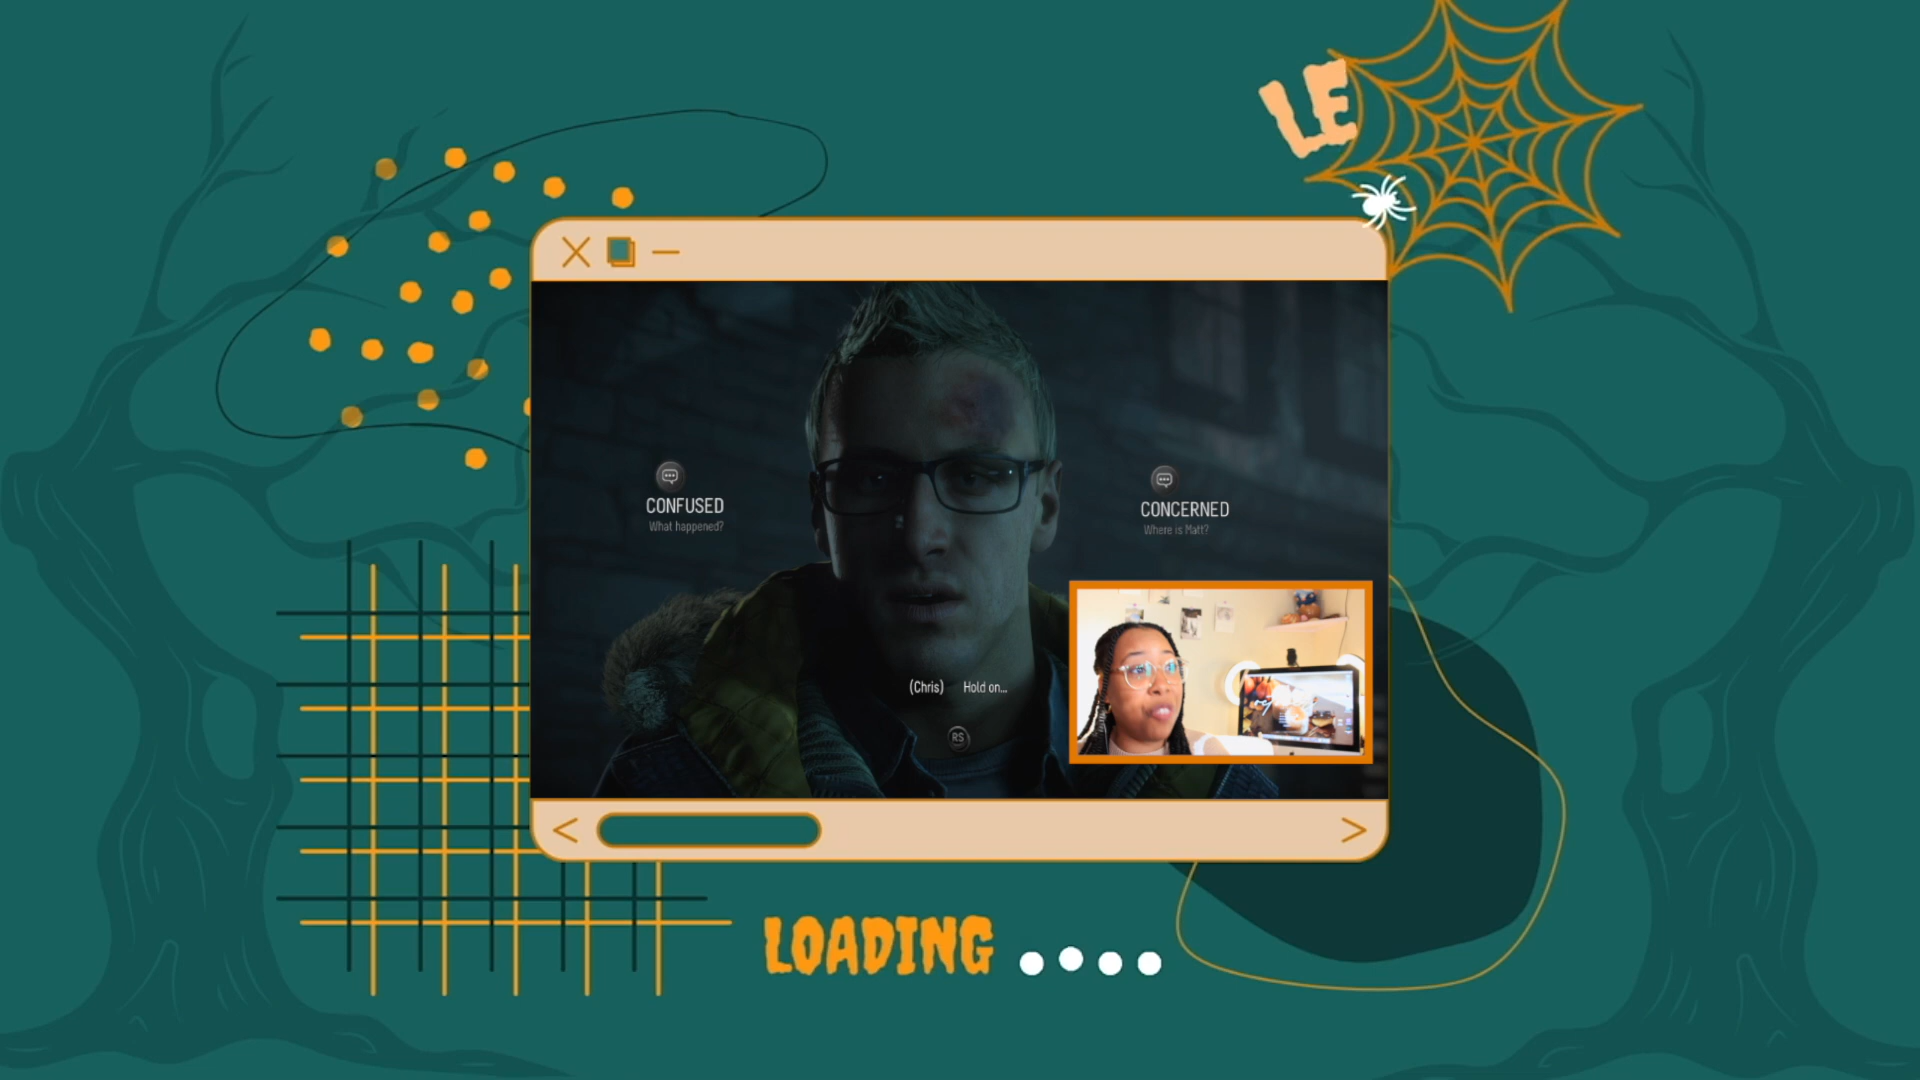 LE
CONFUSED
What happened?
CONCERNED
Where is Matt?
(Chris) Hold on...
RS
LOADING